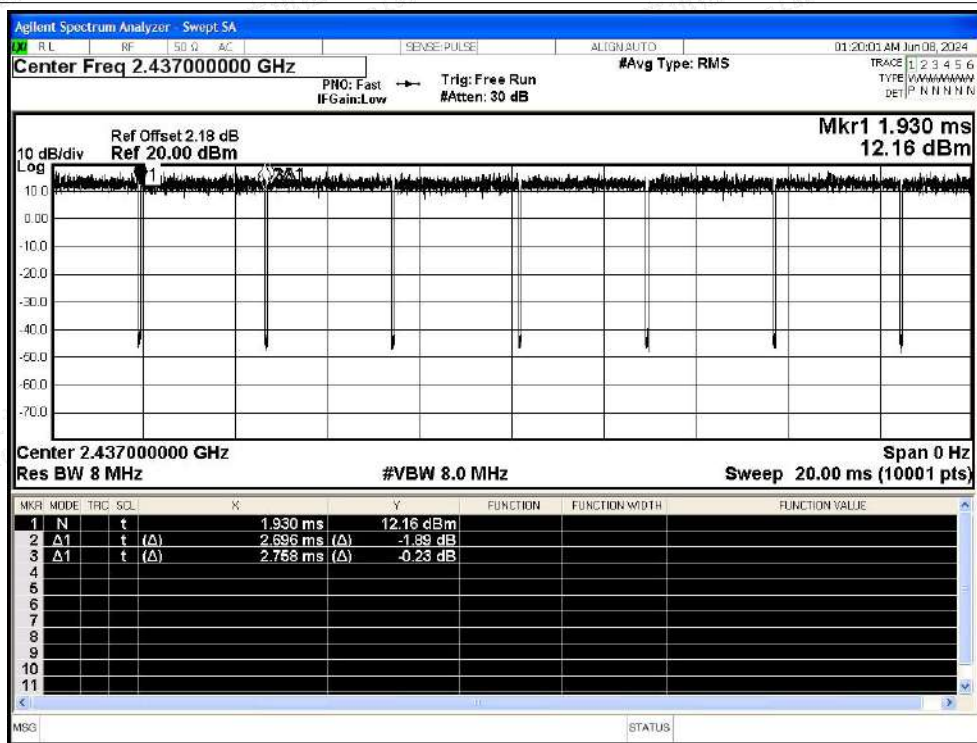 Agilent Spectrum Analyzer - Swept SA
LXI RL RF 50 Ω AC SENSE:PULSE ALIGN AUTO 01:20:01 AM Jun 08, 2024
Center Freq 2.437000000 GHz
PNO: Fast
IFGain:Low
Trig: Free Run
#Atten: 30 dB
#Avg Type: RMS
TRACE 1 2 3 4 5 6
TYPE WWWWWW
DET P N N N N N
Mkr1 1.930 ms
12.16 dBm
Ref Offset 2.18 dB
10 dB/div Ref 20.00 dBm
Log
1 3Δ1
10.0
0.00
-10.0
-20.0
-30.0
-40.0
-50.0
-60.0
-70.0
Center 2.437000000 GHz Span 0 Hz
Res BW 8 MHz #VBW 8.0 MHz Sweep 20.00 ms (10001 pts)
MKR MODE TRC SCL X Y FUNCTION FUNCTION WIDTH FUNCTION VALUE
1 N t 1.930 ms 12.16 dBm
2 Δ1 t (Δ) 2.696 ms (Δ) -1.89 dB
3 Δ1 t (Δ) 2.758 ms (Δ) -0.23 dB
4
5
6
7
8
9
10
11
MSG STATUS